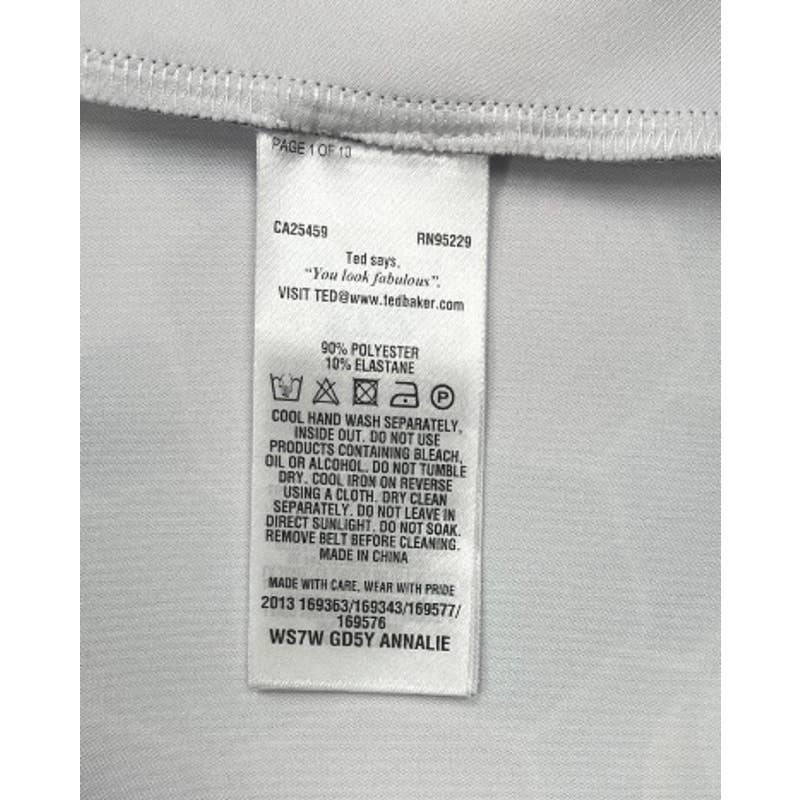 PAGE 1 OF 13
CA25459 RN95229
Ted says,
"You look fabulous".
VISIT TED@www.tedbaker.com
90% POLYESTER
10% ELASTANE
P
COOL HAND WASH SEPARATELY,
INSIDE OUT. DO NOT USE
PRODUCTS CONTAINING BLEACH,
OIL OR ALCOHOL. DO NOT TUMBLE
DRY. COOL IRON ON REVERSE
USING A CLOTH. DRY CLEAN
SEPARATELY. DO NOT LEAVE IN
DIRECT SUNLIGHT. DO NOT SOAK.
REMOVE BELT BEFORE CLEANING.
MADE IN CHINA
MADE WITH CARE, WEAR WITH PRIDE
2013 169363/169343/169577/
169576
WS7W GD5Y ANNALIE